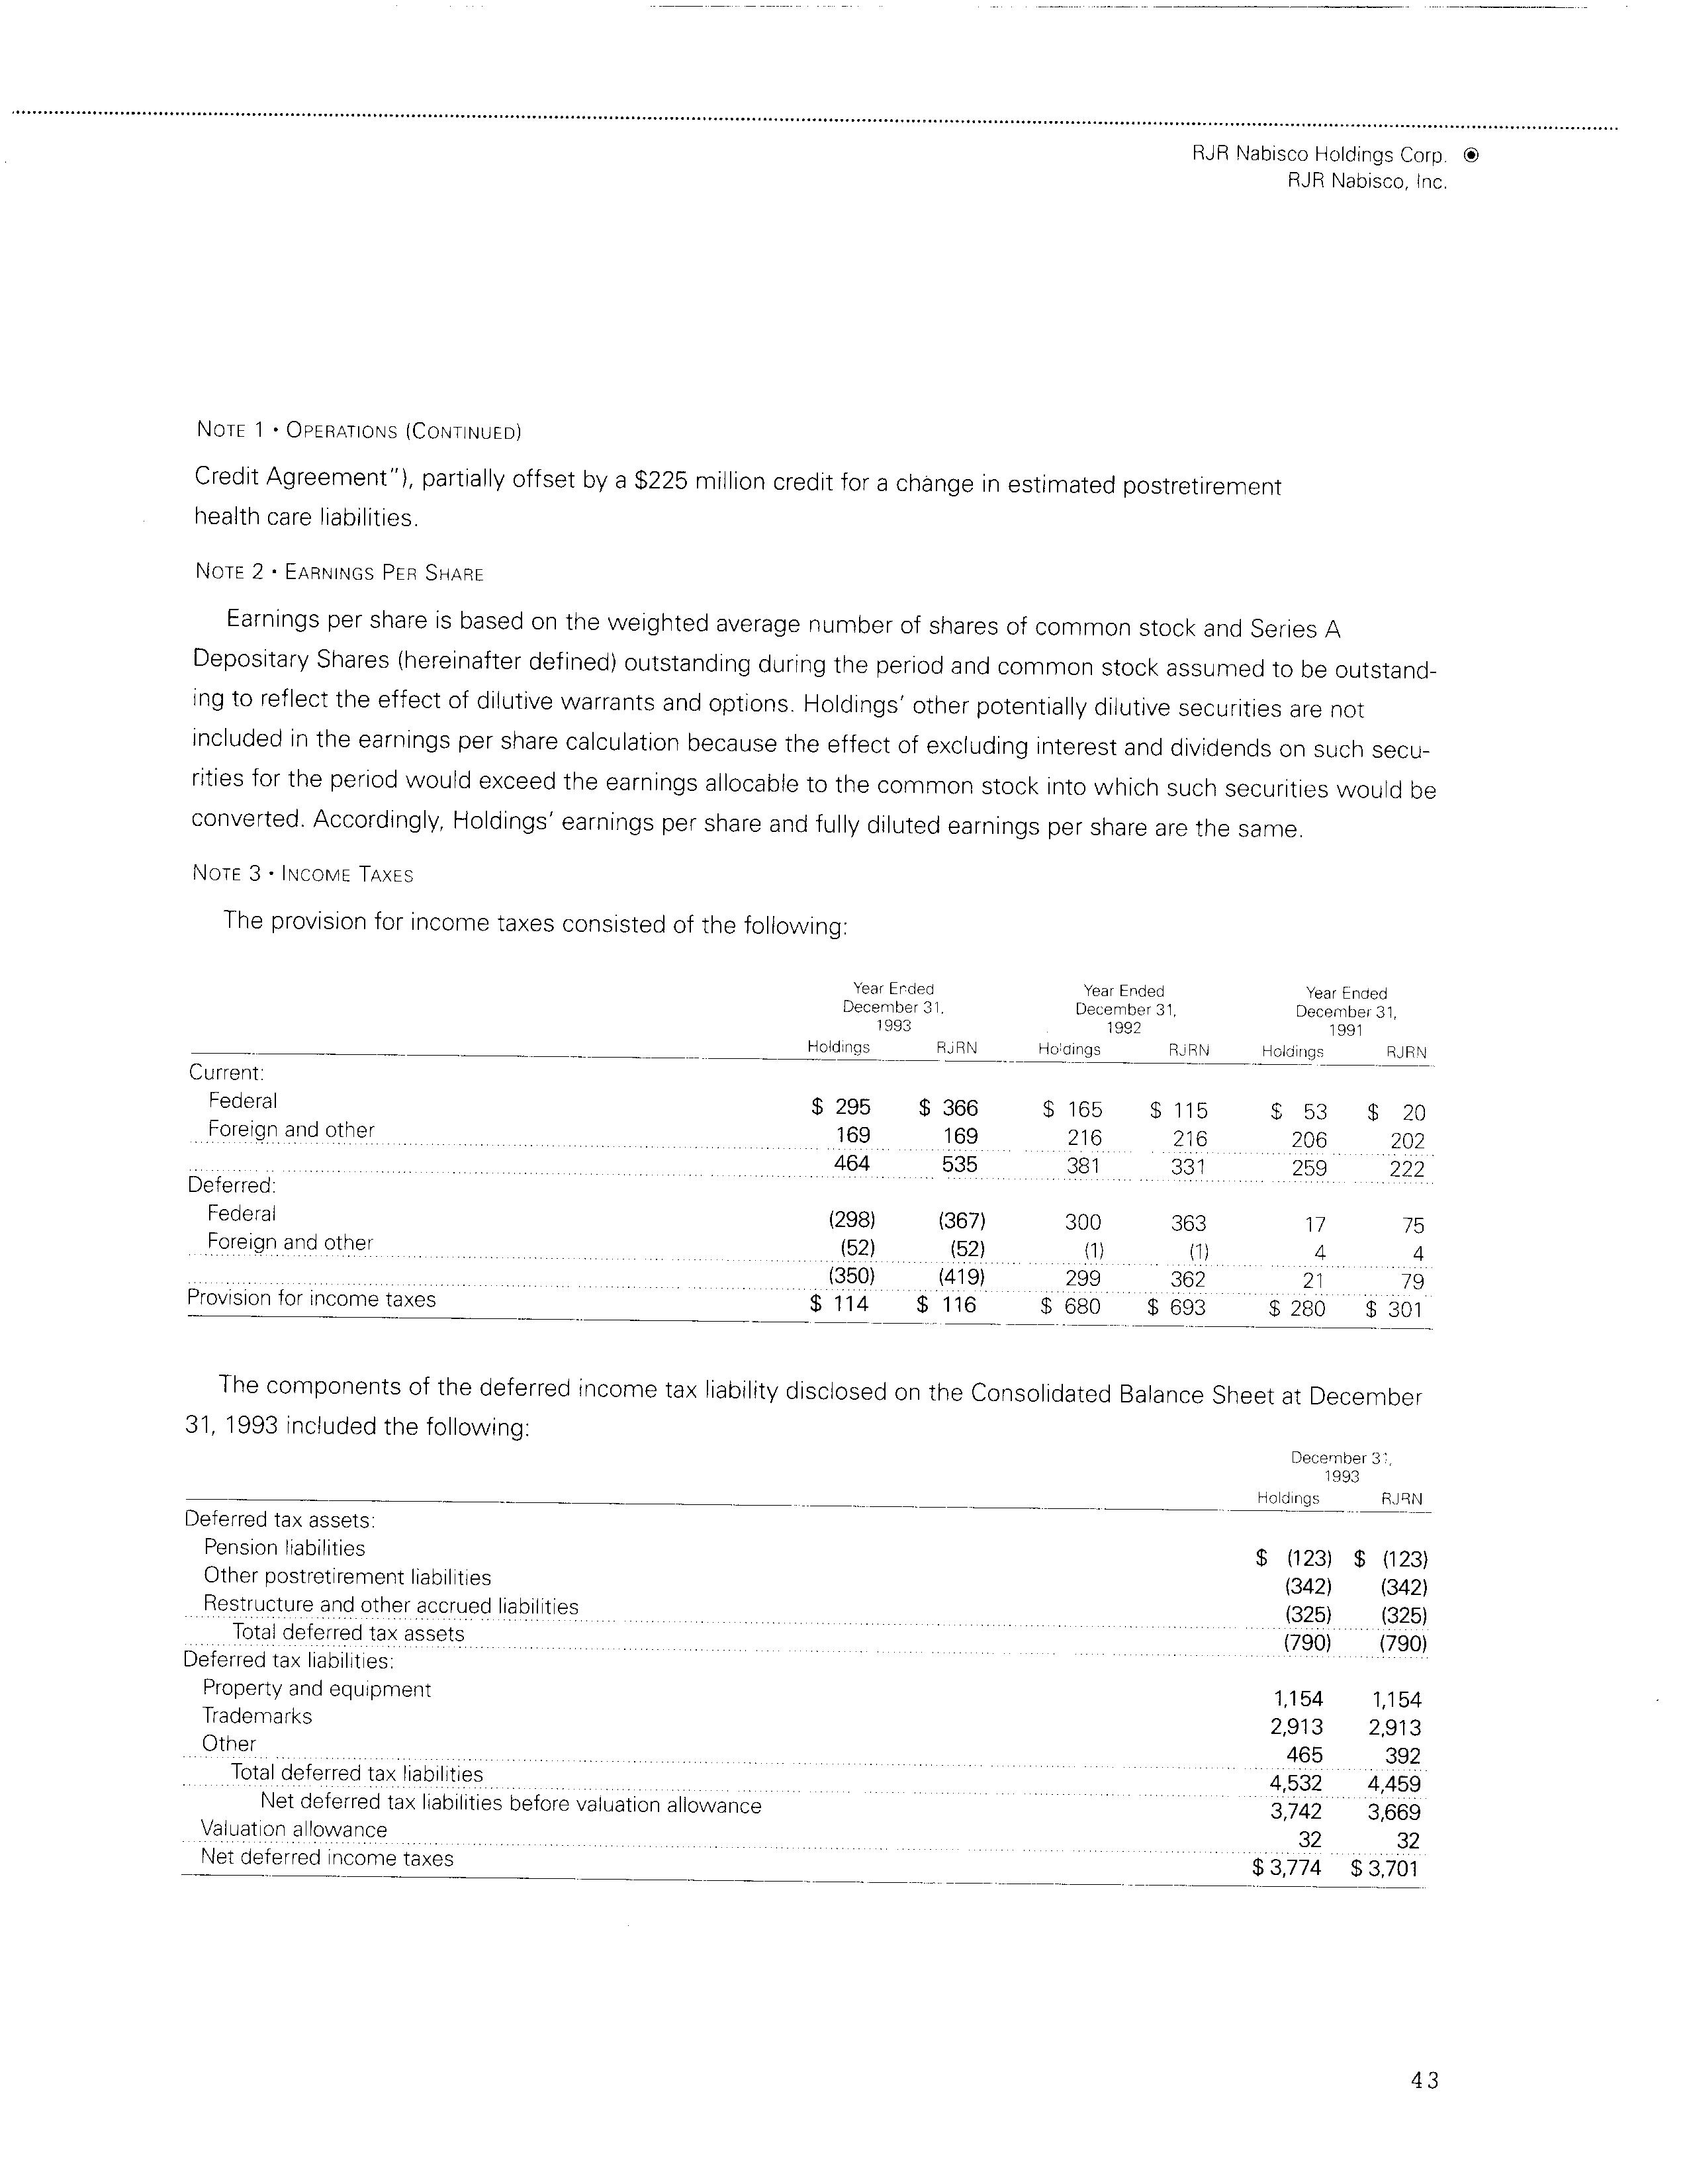 RJR Nabisco Holdings Corp.
RJR Nabisco, Inc.
NOTE 1 • OPERATIONS (CONTINUED)
Credit Agreement"), partially offset by a $225 million credit for a change in estimated postretirement
health care liabilities.
NOTE 2 • EARNINGS PER SHARE
Earnings per share is based on the weighted average number of shares of common stock and Series A
Depositary Shares (hereinafter defined) outstanding during the period and common stock assumed to be outstand-
ing to reflect the effect of dilutive warrants and options. Holdings' other potentially dilutive securities are not
included in the earnings per share calculation because the effect of excluding interest and dividends on such secu-
rities for the period would exceed the earnings allocable to the common stock into which such securities would be
converted. Accordingly, Holdings' earnings per share and fully diluted earnings per share are the same.
NOTE 3 • INCOME TAXES
The provision for income taxes consisted of the following:
Year Ended Year Ended Year Ended
December 31, December 31, December 31,
1993 1992 1991
Holdings RJRN Holdings RJRN Holdings RJRN
Current:
Federal $ 295 $ 366 $ 165 $ 115 $ 53 $ 20
Foreign and other 169 169 216 216 206 202
464 535 381 331 259 222
Deferred:
Federal (298) (367) 300 363 17 75
Foreign and other (52) (52) (1) (1) 4 4
(350) (419) 299 362 21 79
Provision for income taxes $ 114 $ 116 $ 680 $ 693 $ 280 $ 301
The components of the deferred income tax liability disclosed on the Consolidated Balance Sheet at December
31, 1993 included the following:
December 31,
1993
Holdings RJRN
Deferred tax assets:
Pension liabilities $ (123) $ (123)
Other postretirement liabilities (342) (342)
Restructure and other accrued liabilities (325) (325)
Total deferred tax assets (790) (790)
Deferred tax liabilities:
Property and equipment 1,154 1,154
Trademarks 2,913 2,913
Other 465 392
Total deferred tax liabilities 4,532 4,459
Net deferred tax liabilities before valuation allowance 3,742 3,669
Valuation allowance 32 32
Net deferred income taxes $ 3,774 $ 3,701
43